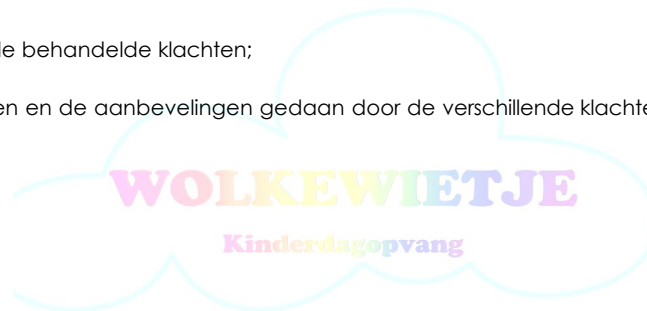 le behandelde klachten;
en en de aanbevelingen gedaan door de verschillende klachte
WOLKEWIETJE
Kinderdagopvang